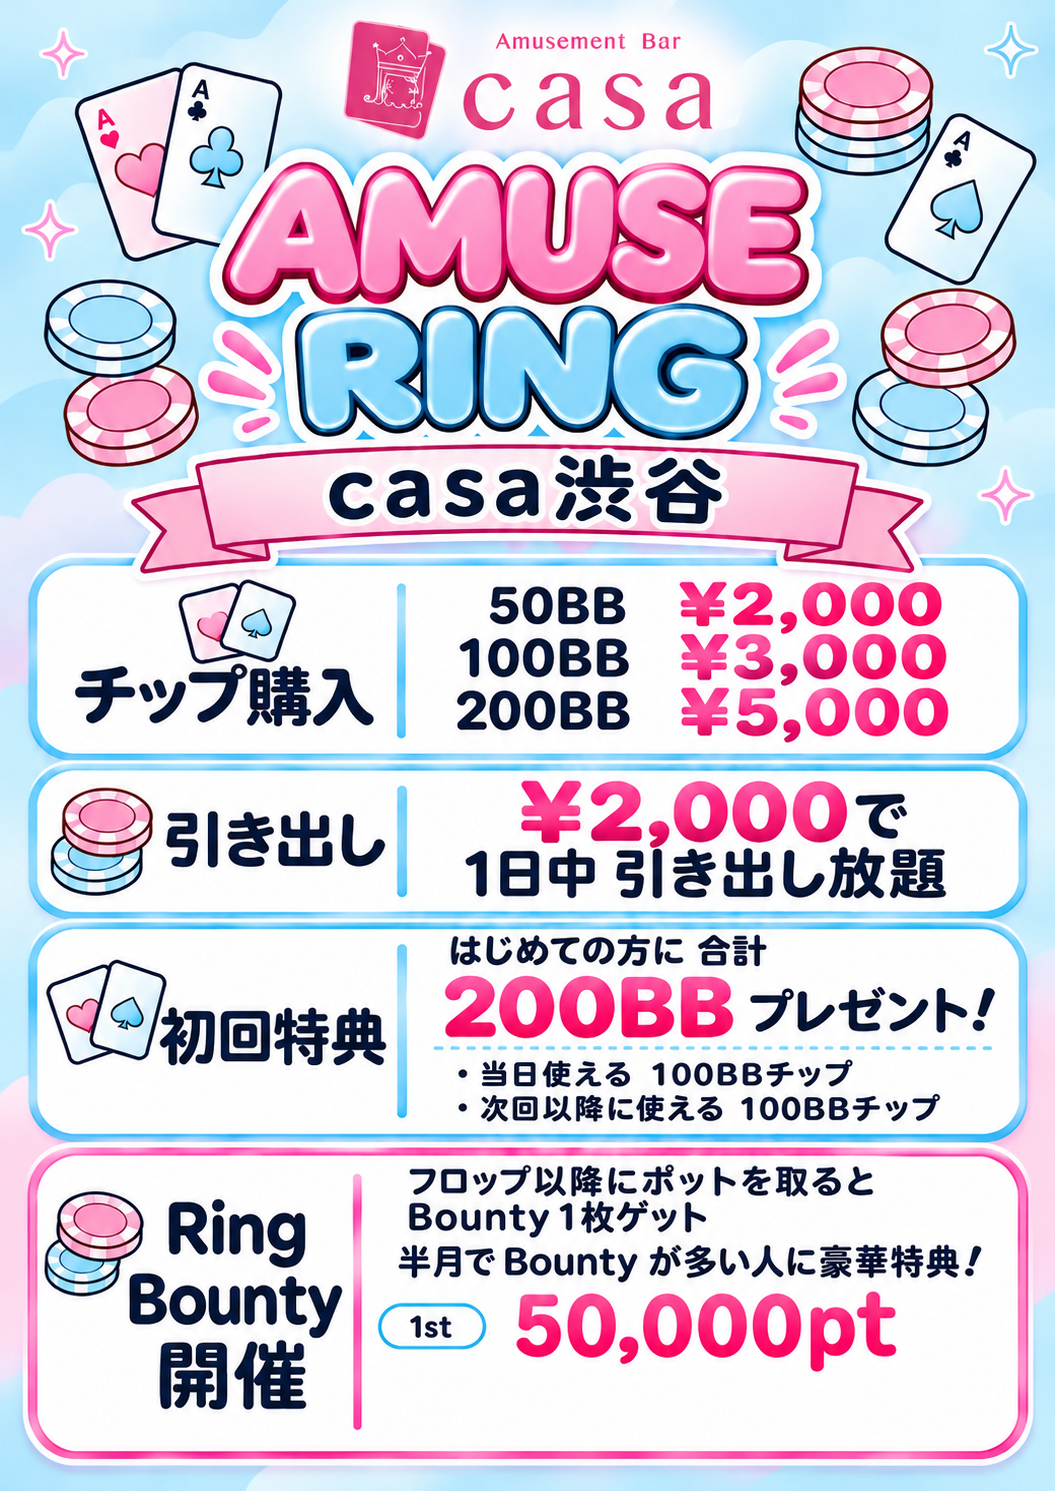 Amusement Bar
casa
A
A
A
AMUSE
RING
casa渋谷
チップ購入
50BB ¥2,000
100BB ¥3,000
200BB ¥5,000
引き出し
¥2,000で
1日中 引き出し放題
初回特典
はじめての方に 合計
200BB プレゼント!
・当日使える 100BBチップ
・次回以降に使える 100BBチップ
Ring
Bounty
開催
フロップ以降にポットを取ると
Bounty 1枚ゲット
半月でBounty が多い人に豪華特典!
1st 50,000pt